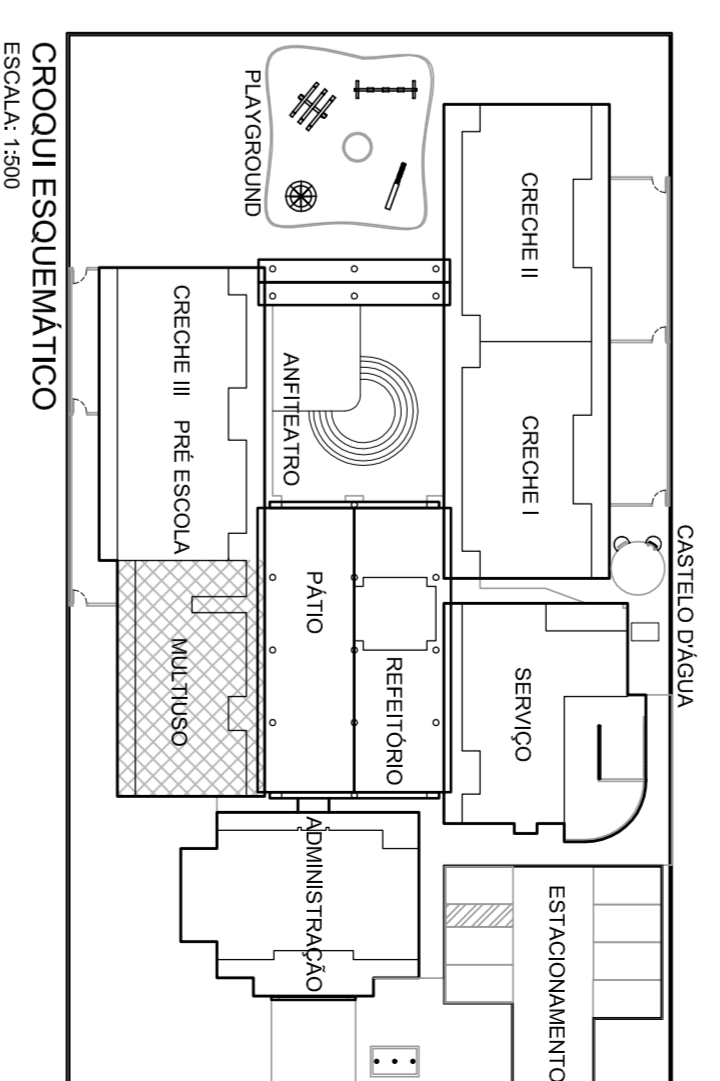 CROQUI ESQUEMÁTICO
ESCALA: 1:500
PLAYGROUND
CRECHE II
CRECHE I
CASTELO D'ÁGUA
CRECHE III
PRÉ ESCOLA
ANFITEATRO
PÁTIO
REFEITÓRIO
MULTIUSO
SERVIÇO
ADMINISTRAÇÃO
ESTACIONAMENTO